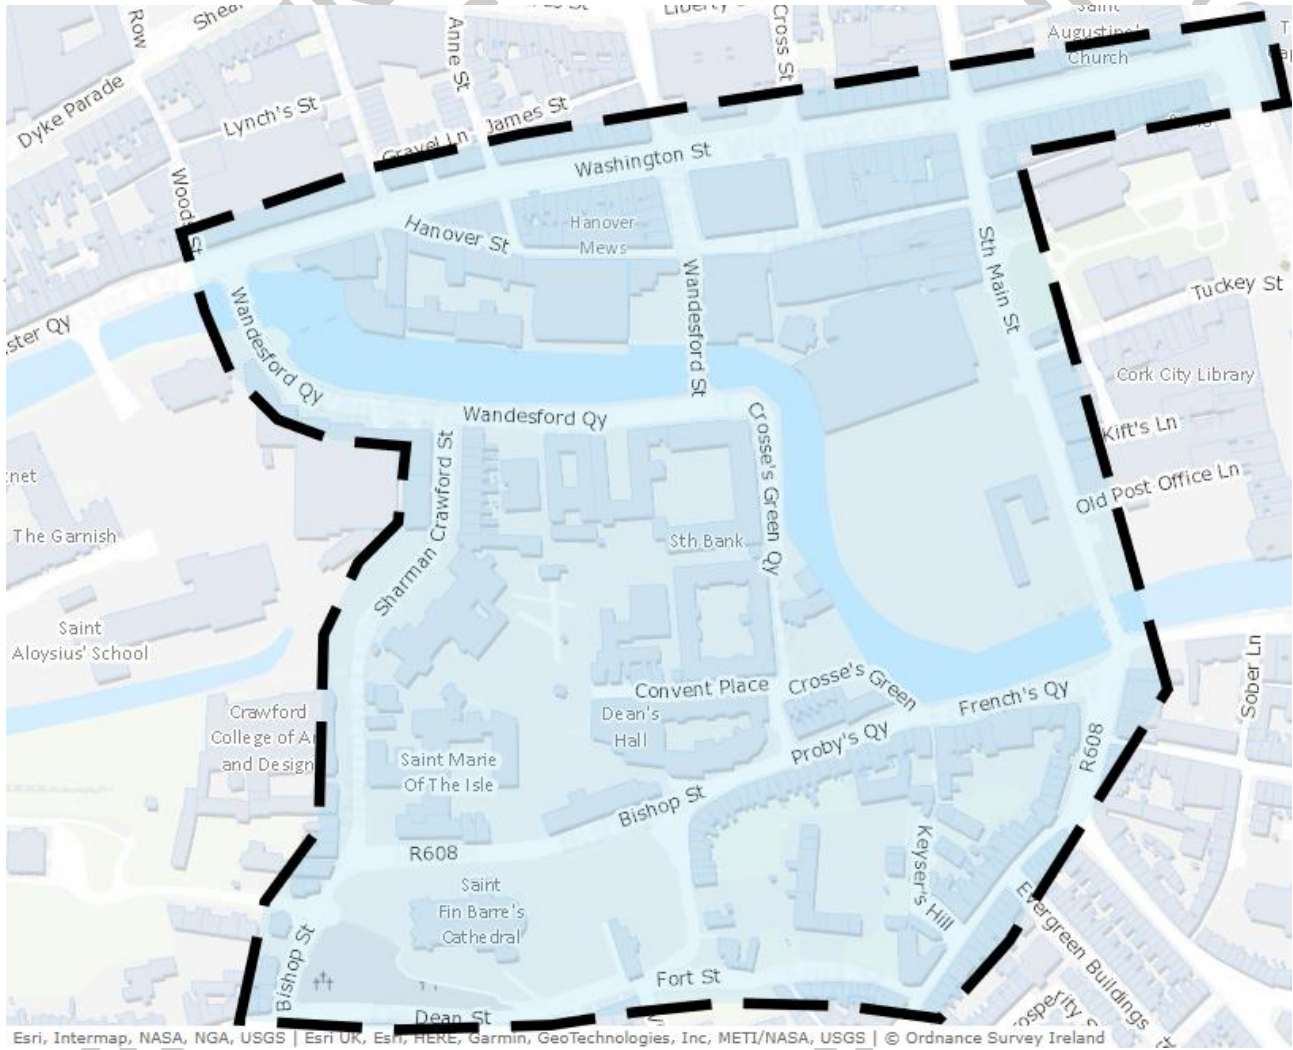 Liberty
Saint
Augustine's
Church
Row
Anne St
Cross St
Dyke Parade
Lynch's St
Gravel Ln
James St
Washington St
Woods St
Hanover St
Hanover
Mews
Sth Main St
Tuckey St
Wandesford Qy
Wandesford St
Cork City Library
Wandesford Qy
Crosse's Green Qy
Kift's Ln
Old Post Office Ln
Sharman Crawford St
The Garnish
Sth Bank
Saint
Aloysius' School
Convent Place
Crosse's Green
French's Qy
Sober Ln
Crawford
College of Ar
and Design
Dean's
Hall
Proby's Qy
R608
Saint Marie
Of The Isle
Bishop St
R608
Keyser's Hill
Saint
Fin Barre's
Cathedral
Evergreen Buildings
Bishop St
Fort St
Dean St
Esri, Intermap, NASA, NGA, USGS | Esri UK, Esri, HERE, Garmin, GeoTechnologies, Inc, METI/NASA, USGS | © Ordnance Survey Ireland